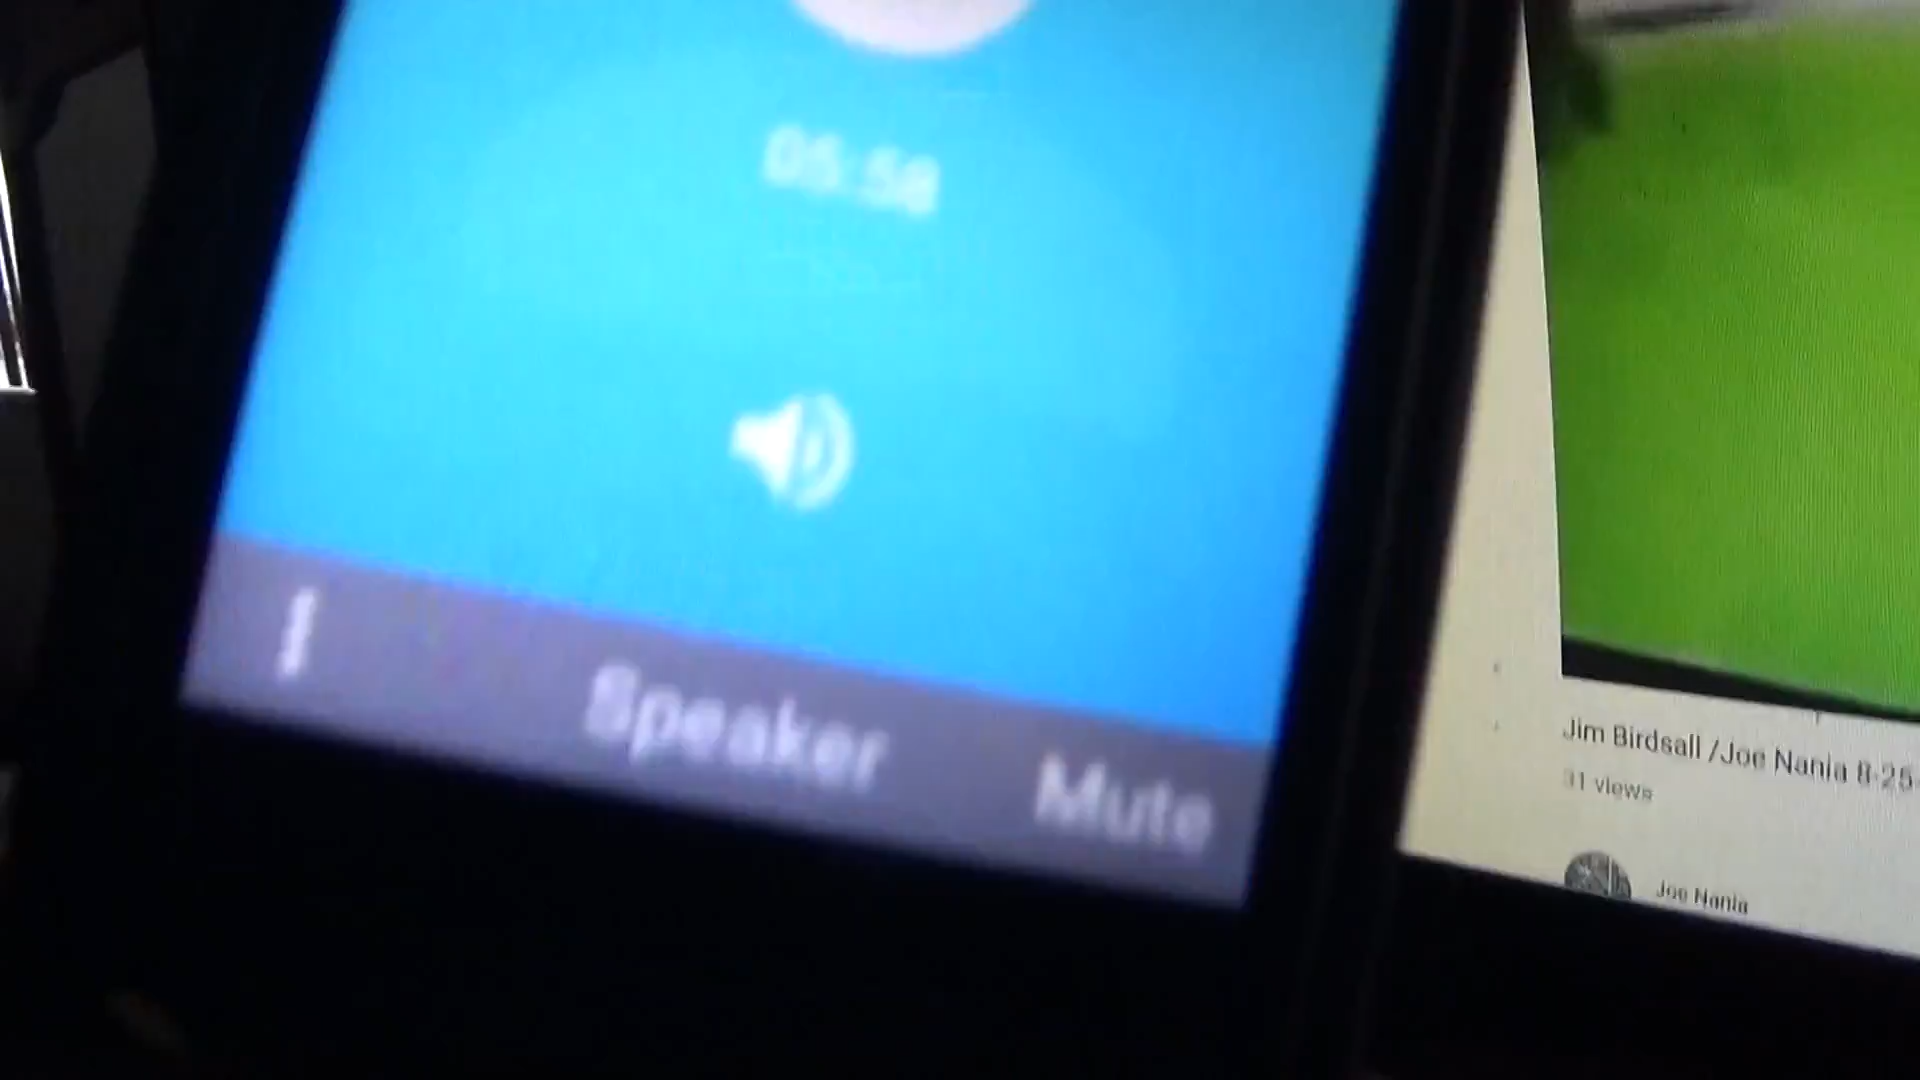 05:58
Speaker
Mute
Jim Birdsall /Joe Nania 8-25-
31 views
Joe Nania